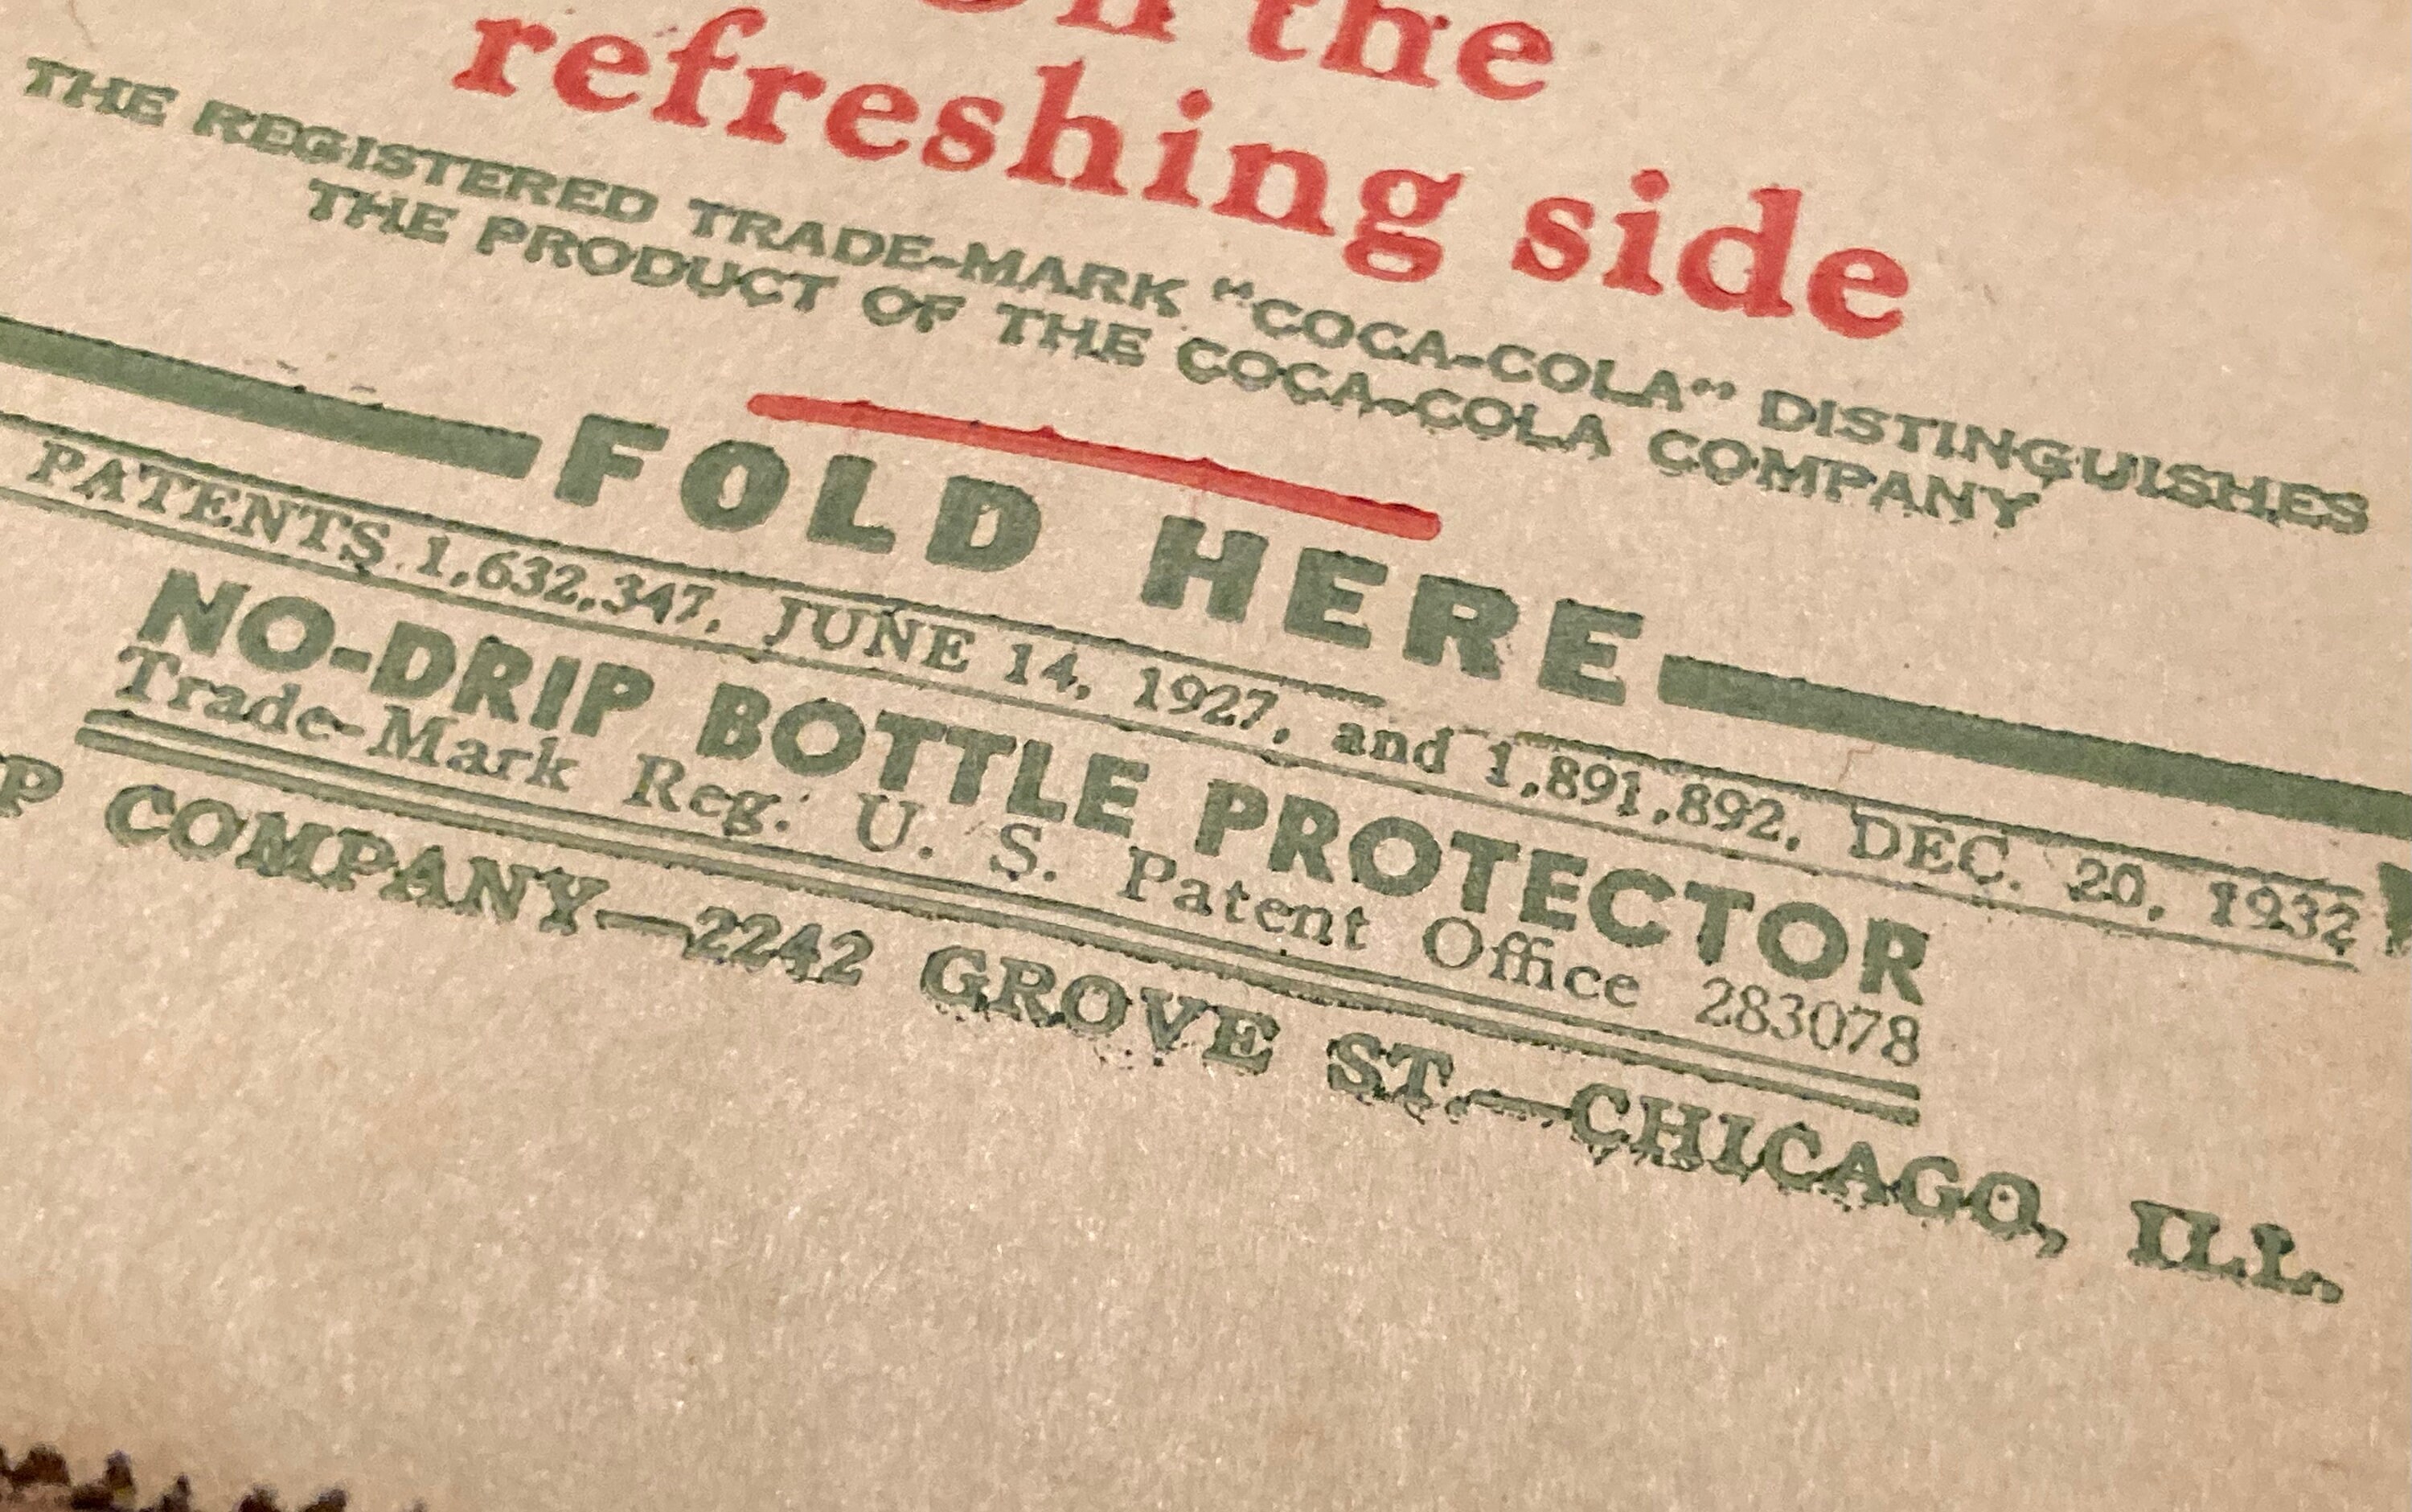 on the
refreshing side
THE REGISTERED TRADE-MARK “COCA-COLA” DISTINGUISHES
THE PRODUCT OF THE COCA-COLA COMPANY
FOLD HERE
PATENTS 1,632,347, JUNE 14, 1927, and 1,891,892, DEC. 20, 1932
NO-DRIP BOTTLE PROTECTOR
Trade-Mark Reg. U. S. Patent Office 283078
COMPANY—2242 GROVE ST.—CHICAGO, ILL.